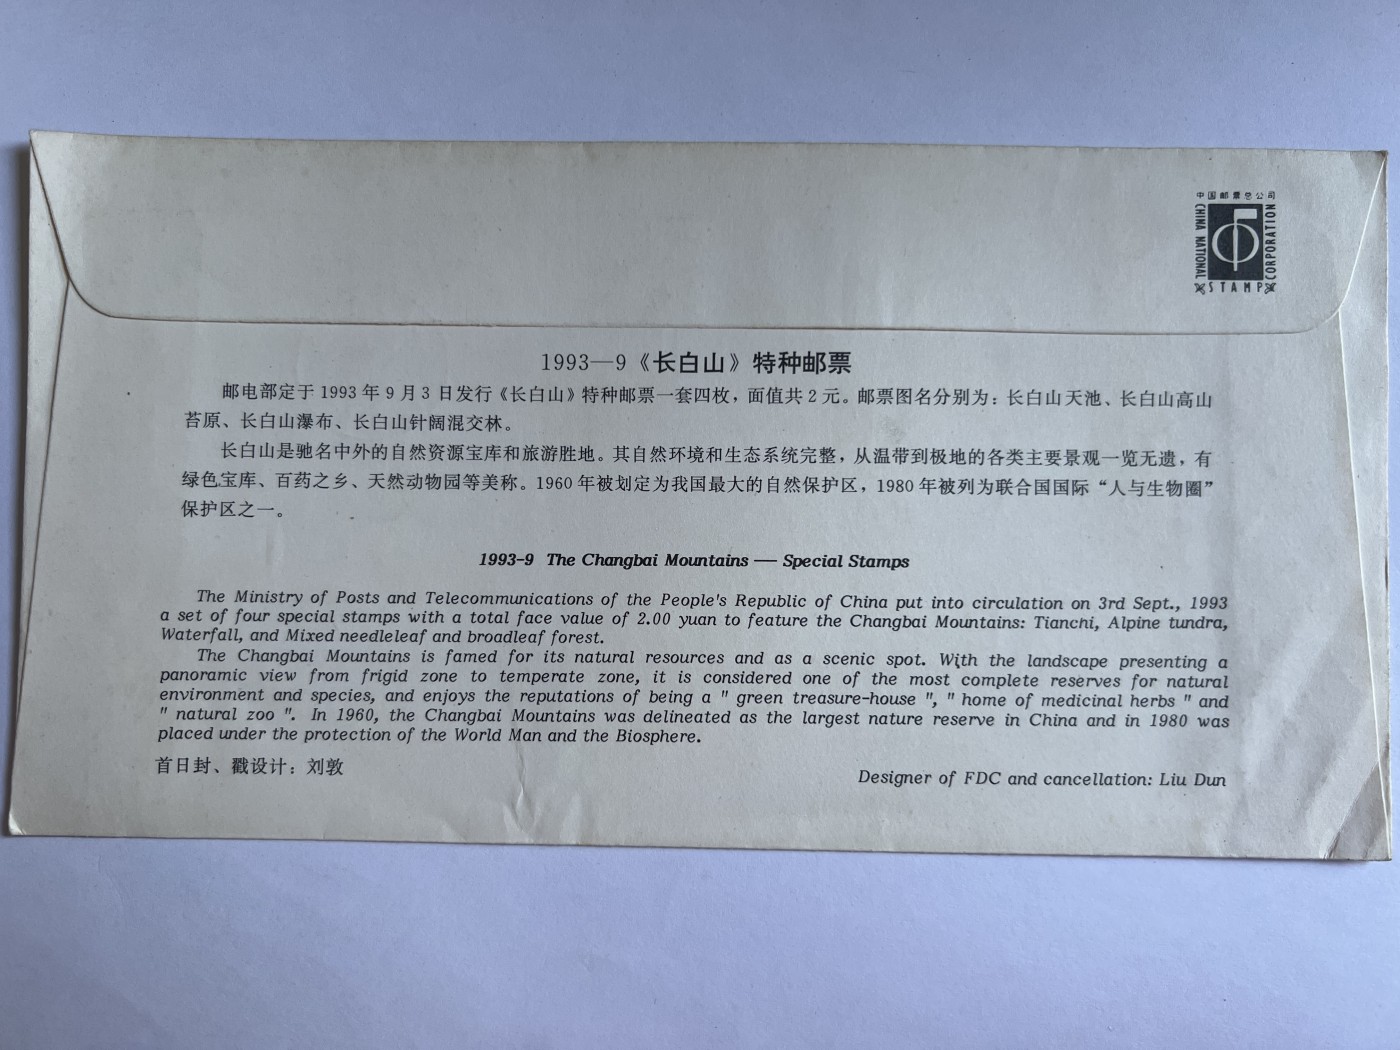 中国邮票总公司
CHINA NATIONAL
STAMP
CORPORATION
1993—9《长白山》特种邮票
邮电部定于1993年9月3日发行《长白山》特种邮票一套四枚，面值共2元。邮票图名分别为：长白山天池、长白山高山
苔原、长白山瀑布、长白山针阔混交林。
长白山是驰名中外的自然资源宝库和旅游胜地。其自然环境和生态系统完整，从温带到极地的各类主要景观一览无遗，有
绿色宝库、百药之乡、天然动物园等美称。1960年被划定为我国最大的自然保护区，1980年被列为联合国国际“人与生物圈”
保护区之一。
1993-9 The Changbai Mountains — Special Stamps
The Ministry of Posts and Telecommunications of the People's Republic of China put into circulation on 3rd Sept., 1993
a set of four special stamps with a total face value of 2.00 yuan to feature the Changbai Mountains: Tianchi, Alpine tundra,
Waterfall, and Mixed needleleaf and broadleaf forest.
The Changbai Mountains is famed for its natural resources and as a scenic spot. With the landscape presenting a
panoramic view from frigid zone to temperate zone, it is considered one of the most complete reserves for natural
environment and species, and enjoys the reputations of being a " green treasure-house ", " home of medicinal herbs " and
" natural zoo ". In 1960, the Changbai Mountains was delineated as the largest nature reserve in China and in 1980 was
placed under the protection of the World Man and the Biosphere.
首日封、戳设计：刘敦
Designer of FDC and cancellation: Liu Dun